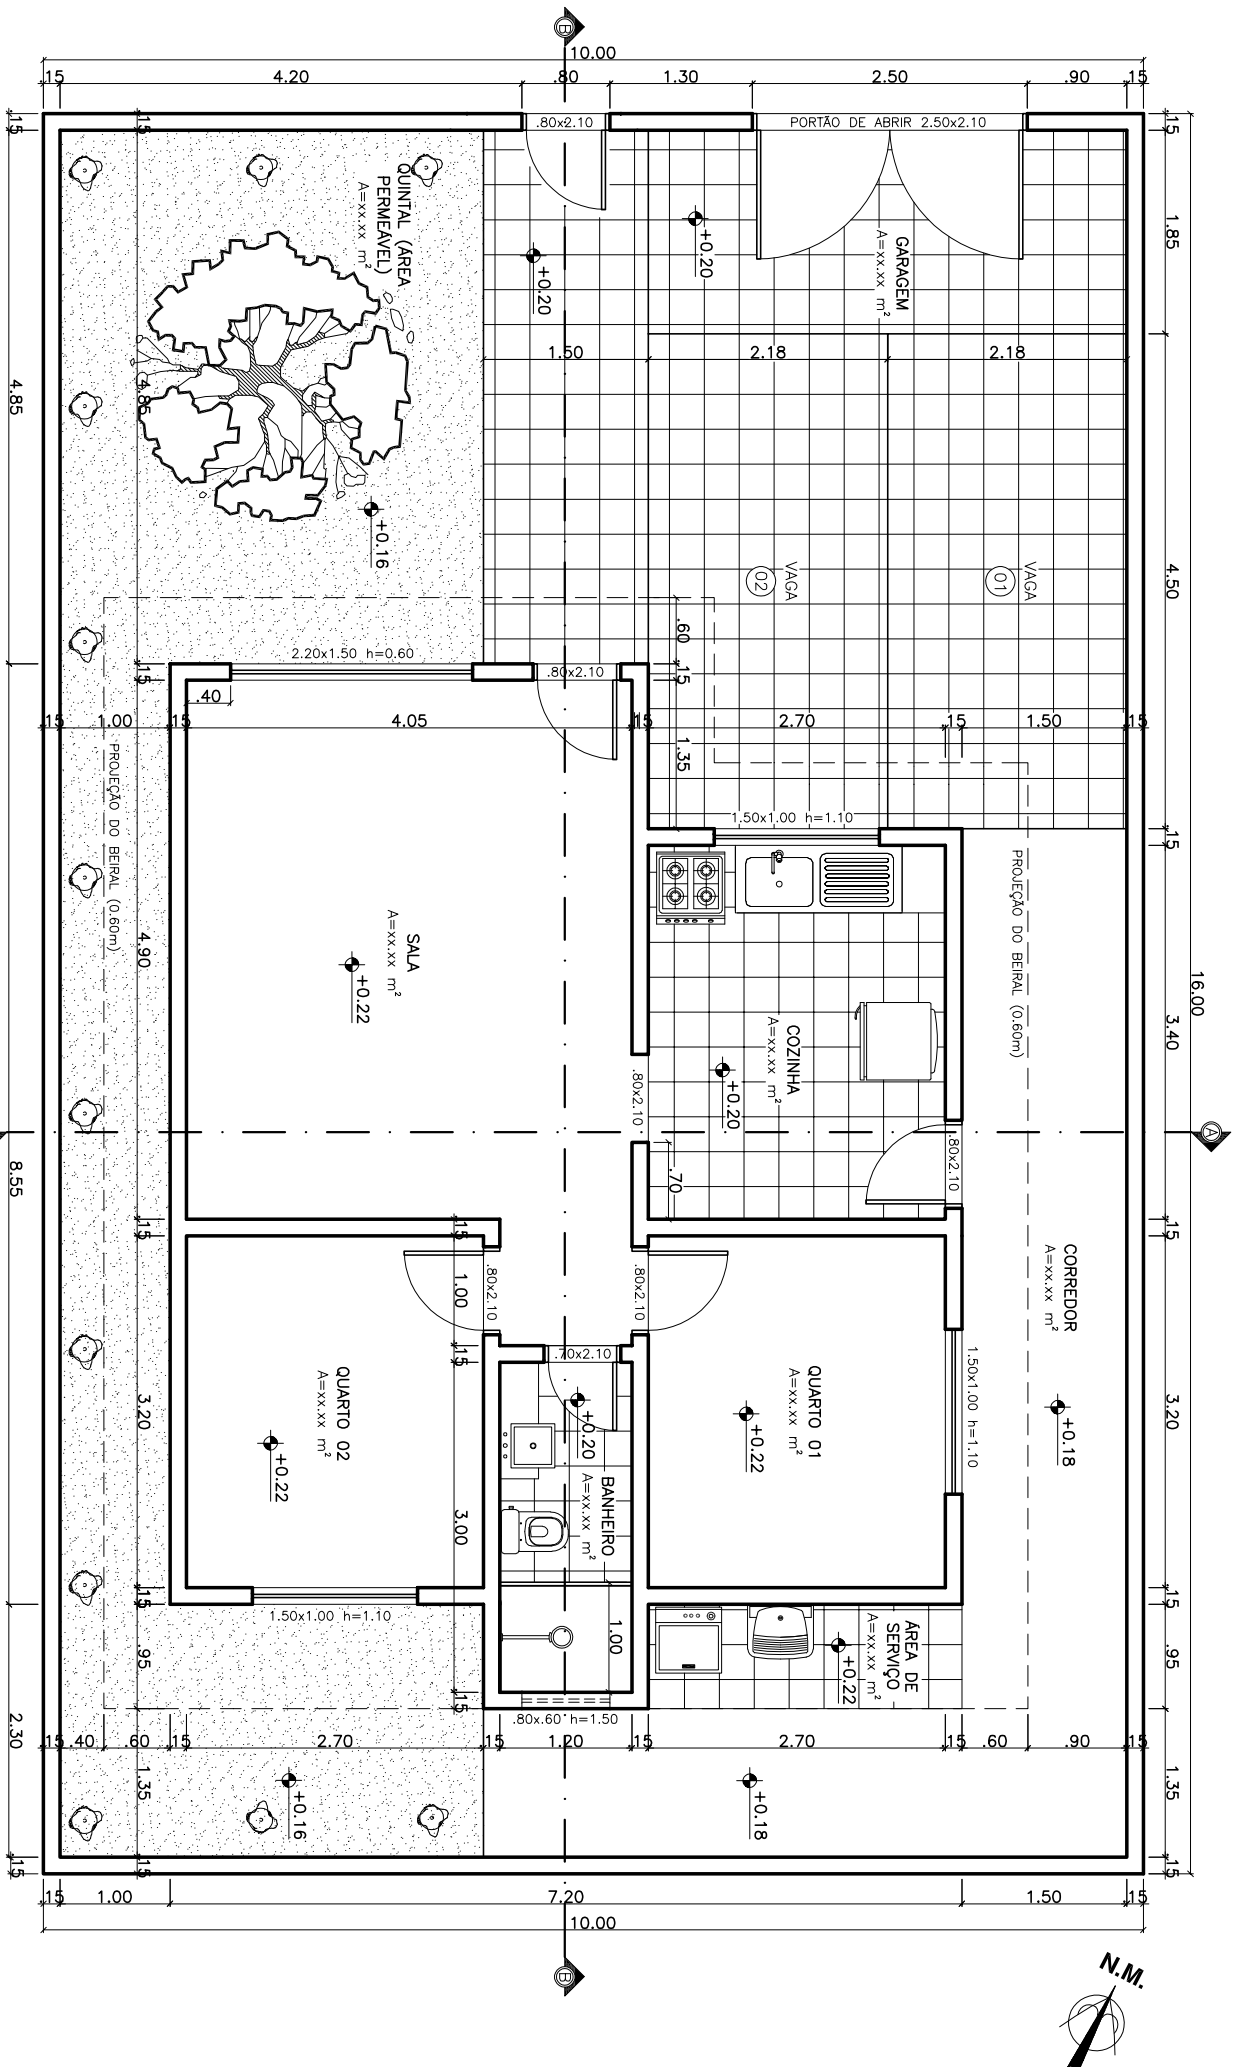 B
10.00
.15
4.20
.80
1.30
2.50
.90
.15
.15
.15
.80x2.10
PORTÃO DE ABRIR 2.50x2.10
.15
QUINTAL (ÁREA
PERMEÁVEL)
A=xx.xx m²
+0.20
+0.20
GARAGEM
A=xx.xx m²
1.85
1.50
2.18
2.18
4.85
4.85
+0.16
VAGA
02
VAGA
01
4.50
.60
2.20x1.50 h=0.60
.80x2.10
.15
.15
.40
.15
1.00
.15
4.05
.15
2.70
.15
1.50
.15
1.35
PROJEÇÃO DO BEIRAL (0.60m)
1.50x1.00 h=1.10
.15
PROJEÇÃO DO BEIRAL (0.60m)
4.90
SALA
A=xx.xx m²
+0.22
COZINHA
A=xx.xx m²
+0.20
16.00
3.40
.80x2.10
.80x2.10
A
8.55
.70
.15
.15
.15
1.00
.80x2.10
.80x2.10
CORREDOR
A=xx.xx m²
+0.18
.15
.70x2.10
3.20
QUARTO 02
A=xx.xx m²
+0.22
+0.20
BANHEIRO
A=xx.xx m²
QUARTO 01
A=xx.xx m²
+0.22
1.50x1.00 h=1.10
3.20
3.00
.15
1.50x1.00 h=1.10
1.00
ÁREA DE
SERVIÇO
A=xx.xx m²
+0.22
.15
.95
.95
.15
.80x.60 h=1.50
2.30
.15
.40
.60
.15
2.70
.15
1.20
.15
2.70
.15
.60
.90
.15
1.35
+0.16
+0.18
1.35
.15
.15
.15
.15
1.00
7.20
1.50
.15
10.00
B
N.M.